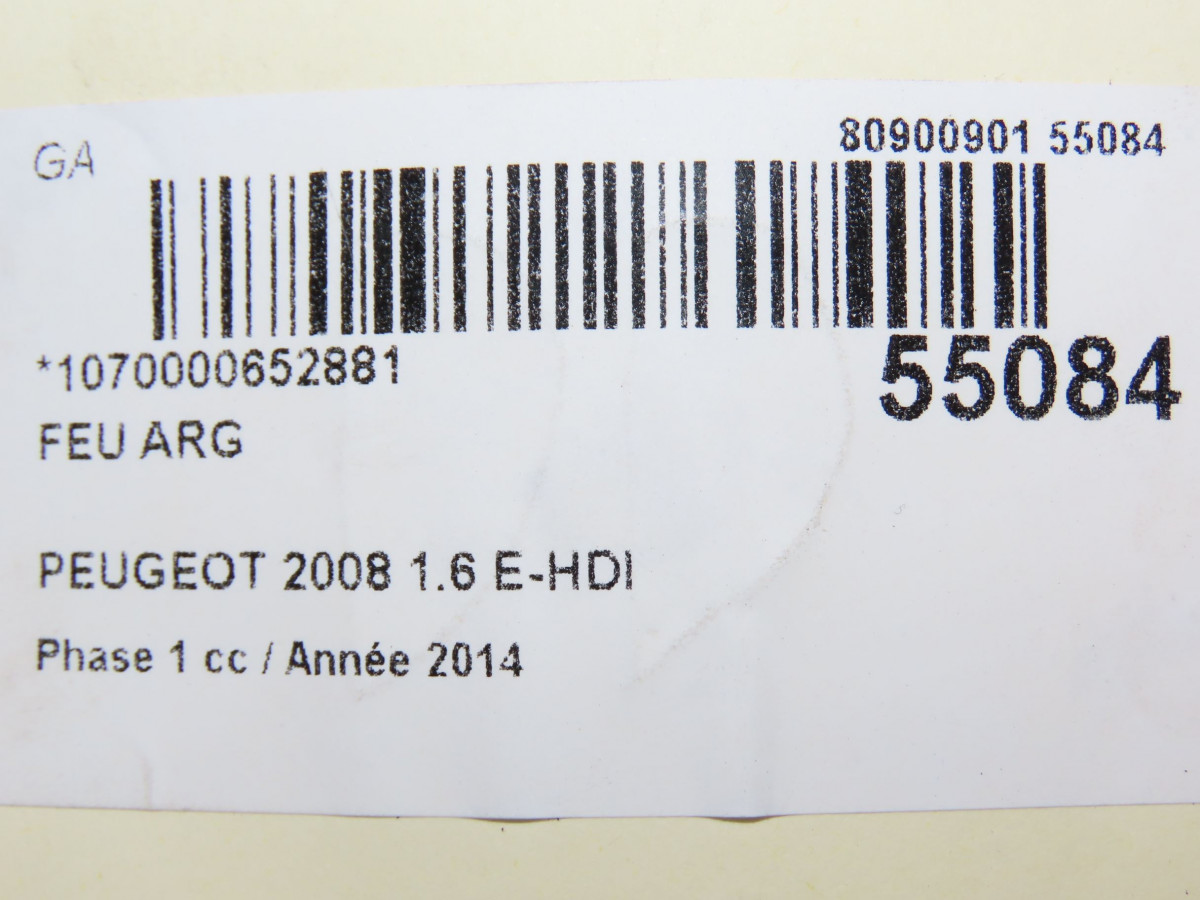 GA
80900901 55084
*1070000652881
55084
FEU ARG
PEUGEOT 2008 1.6 E-HDI
Phase 1 cc / Année 2014